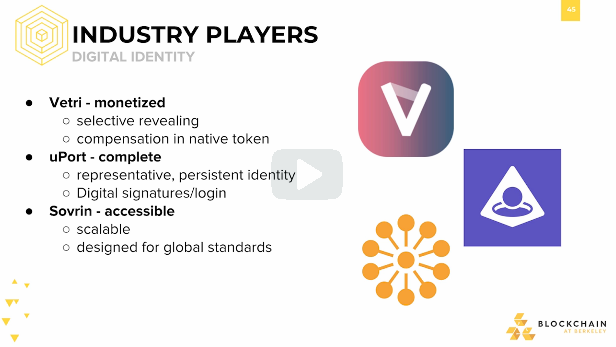 46
INDUSTRY PLAYERS
DIGITAL IDENTITY
● Vetri - monetized
○ selective revealing
○ compensation in native token
● uPort - complete
○ representative, persistent identity
○ Digital signatures/login
● Sovrin - accessible
○ scalable
○ designed for global standards
BLOCKCHAIN
AT BERKELEY